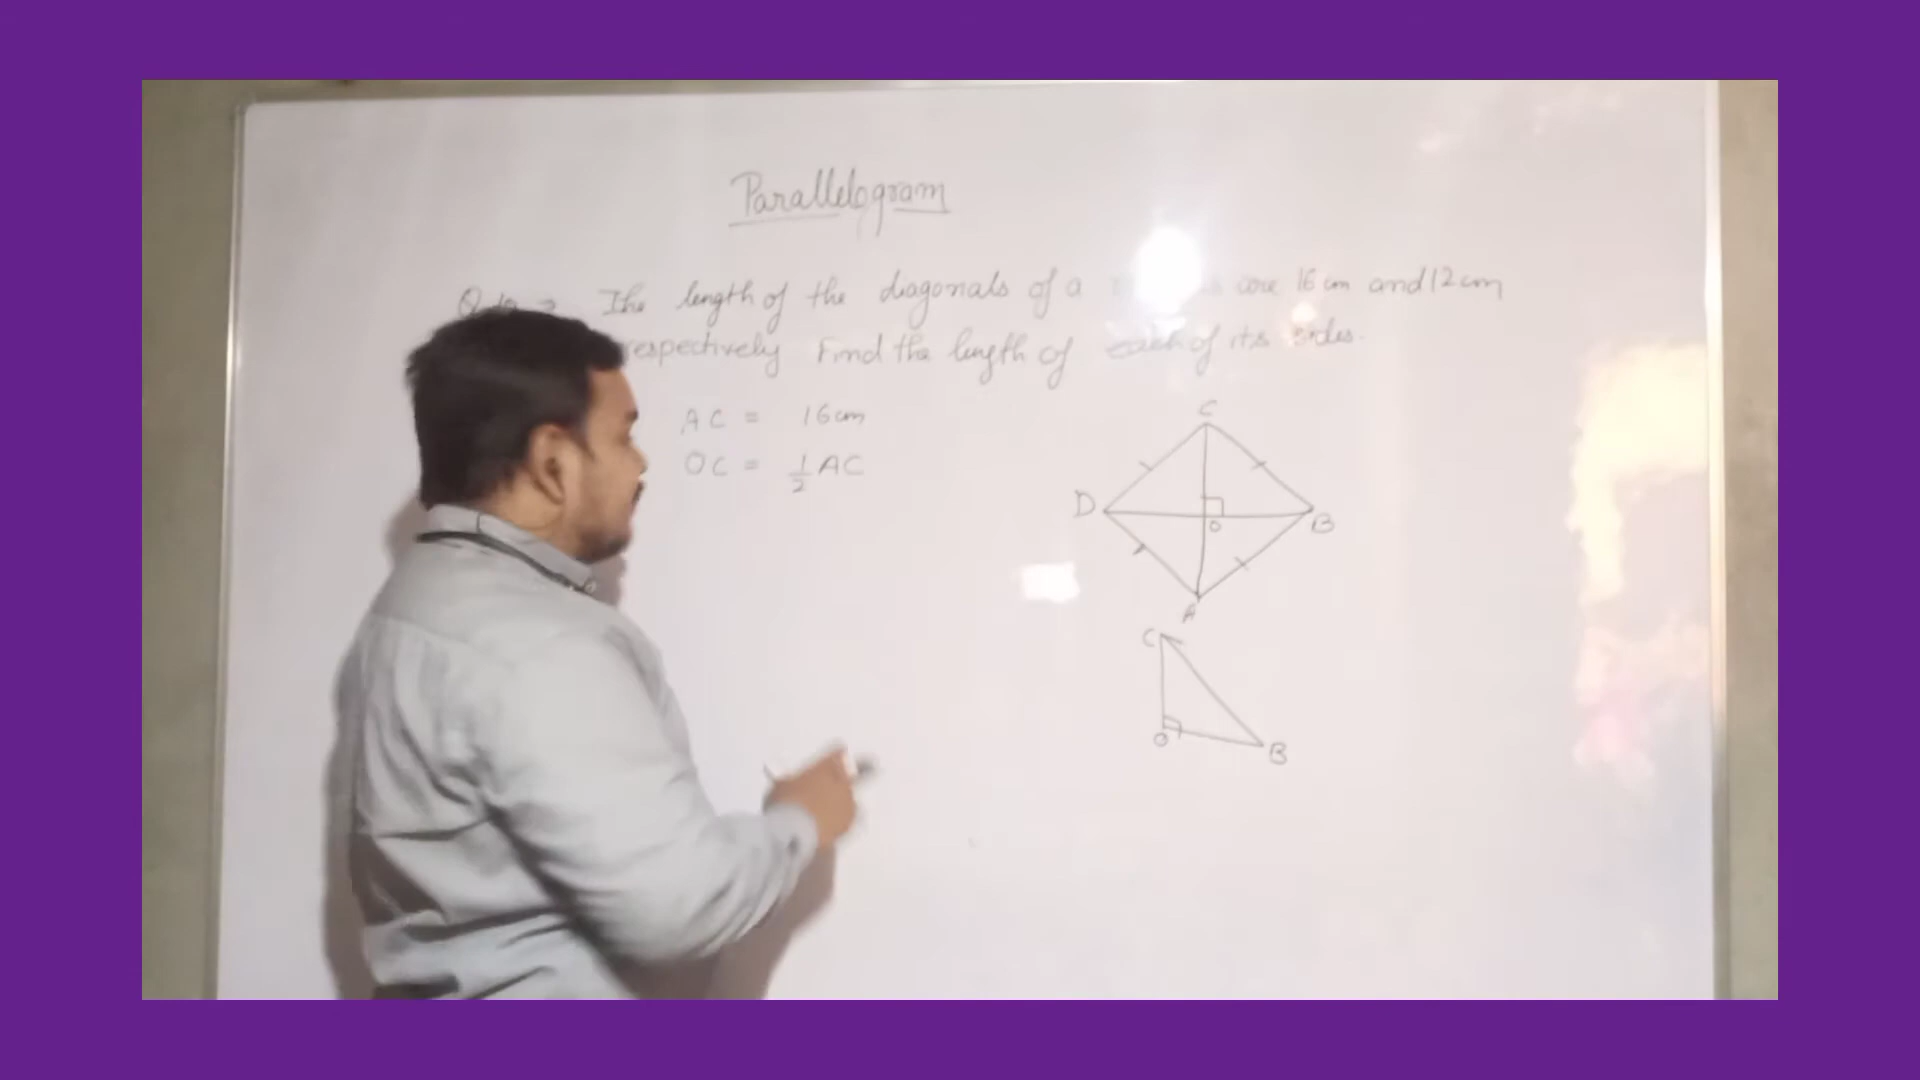 Parallelogram
The length of the diagonals of a are 16 cm and 12 cm
respectively Find the length of each of its sides.
AC = 16cm
OC = 1/2 AC
C
D
O
B
A
C
O
B